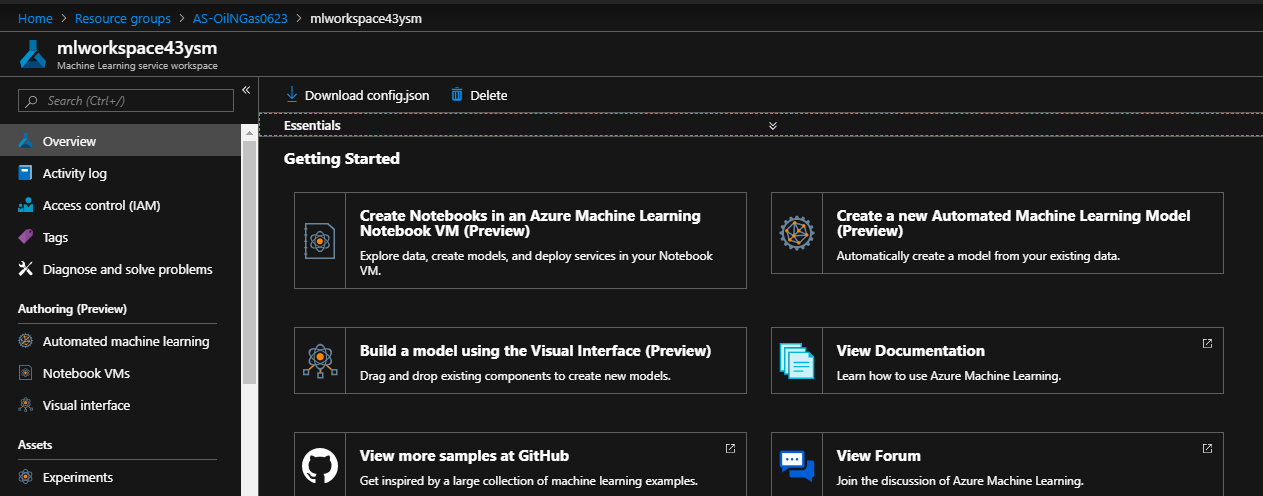 Home > Resource groups > AS-OilNGas0623 > mlworkspace43ysm
mlworkspace43ysm
Machine Learning service workspace
Search (Ctrl+/)
Overview
Activity log
Access control (IAM)
Tags
Diagnose and solve problems
Authoring (Preview)
Automated machine learning
Notebook VMs
Visual interface
Assets
Experiments
Download config.json
Delete
Essentials
Getting Started
Create Notebooks in an Azure Machine Learning
Notebook VM (Preview)
Explore data, create models, and deploy services in your Notebook
VM.
Create a new Automated Machine Learning Model
(Preview)
Automatically create a model from your existing data.
Build a model using the Visual Interface (Preview)
Drag and drop existing components to create new models.
View Documentation
Learn how to use Azure Machine Learning.
View more samples at GitHub
Get inspired by a large collection of machine learning examples.
View Forum
Join the discussion of Azure Machine Learning.